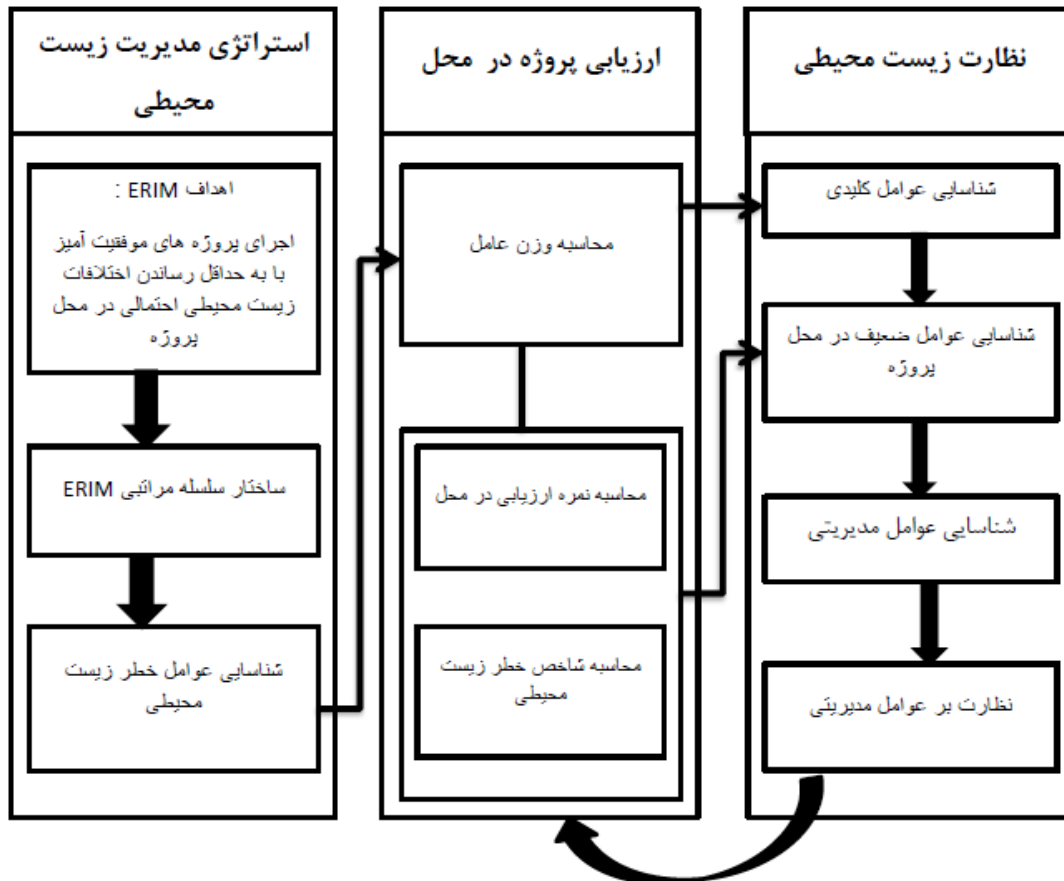 استراتژی مدیریت زیست
محیطی
اهداف ERIM :
اجرای پروژه های موفقیت آمیز
با به حداقل رساندن اختلافات
زیست محیطی احتمالی در محل
پروژه
ساختار سلسله مراتبی ERIM
شناسایی عوامل خطر زیست
محیطی
ارزیابی پروژه در محل
محاسبه وزن عامل
محاسبه نمره ارزیابی در محل
محاسبه شاخص خطر زیست
محیطی
نظارت زیست محیطی
شناسایی عوامل کلیدی
شناسایی عوامل ضعیف در محل
پروژه
شناسایی عوامل مدیریتی
نظارت بر عوامل مدیریتی